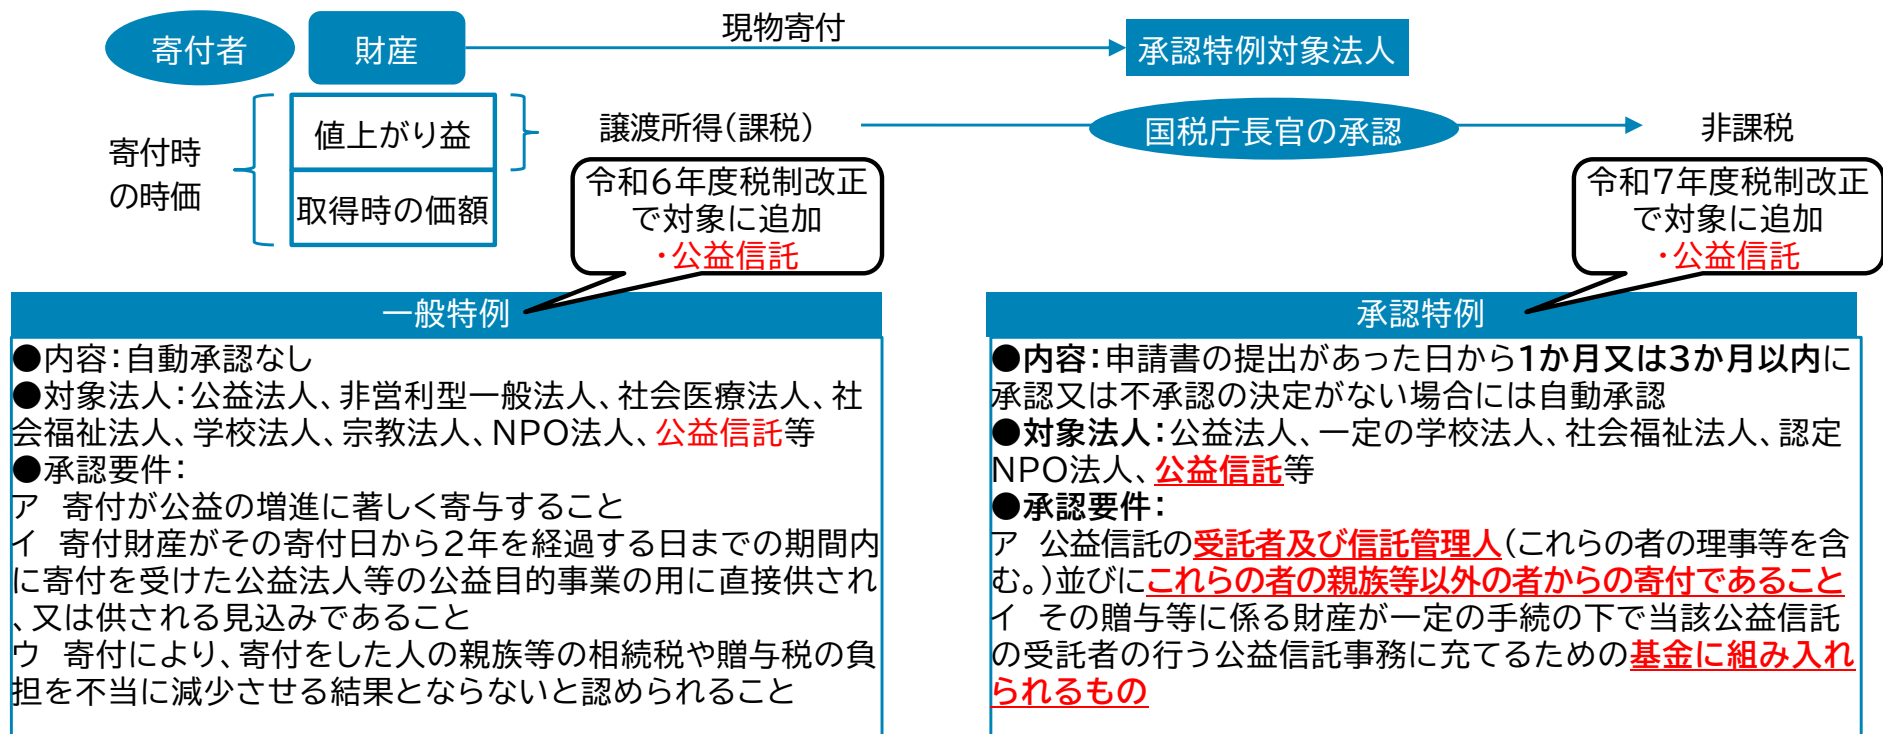 寄付者
財産
現物寄付
承認特例対象法人
寄付時
の時価
値上がり益
取得時の価額
譲渡所得(課税)
国税庁長官の承認
非課税
令和6年度税制改正
で対象に追加
・公益信託
令和7年度税制改正
で対象に追加
・公益信託
一般特例
●内容：自動承認なし
●対象法人：公益法人、非営利型一般法人、社会医療法人、社
会福祉法人、学校法人、宗教法人、NPO法人、公益信託等
●承認要件：
ア　寄付が公益の増進に著しく寄与すること
イ　寄付財産がその寄付日から2年を経過する日までの期間内
に寄付を受けた公益法人等の公益目的事業の用に直接供され
、又は供される見込みであること
ウ　寄付により、寄付をした人の親族等の相続税や贈与税の負
担を不当に減少させる結果とならないと認められること
承認特例
●内容：申請書の提出があった日から1か月又は3か月以内に
承認又は不承認の決定がない場合には自動承認
●対象法人：公益法人、一定の学校法人、社会福祉法人、認定
NPO法人、公益信託等
●承認要件：
ア　公益信託の受託者及び信託管理人(これらの者の理事等を含
む。)並びにこれらの者の親族等以外の者からの寄付であること
イ　その贈与等に係る財産が一定の手続の下で当該公益信託
の受託者の行う公益信託事務に充てるための基金に組み入れ
られるもの